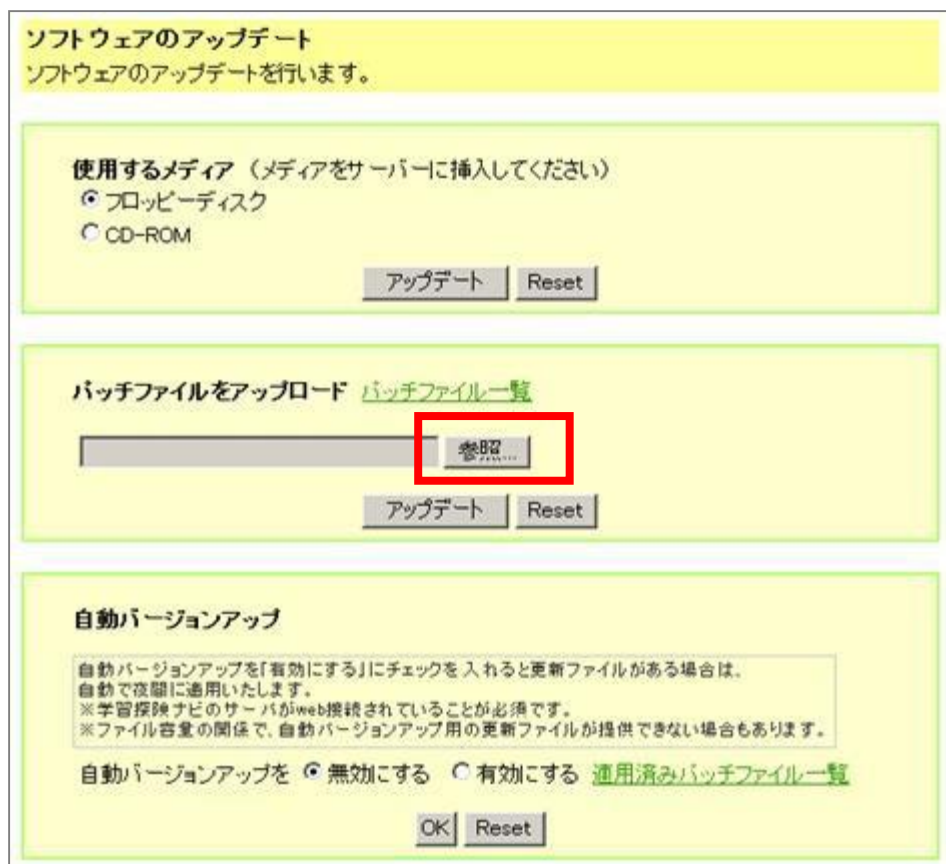 ソフトウェアのアップデート
ソフトウェアのアップデートを行います。
使用するメディア（メディアをサーバーに挿入してください）
フロッピーディスク
CD-ROM
アップデート Reset
パッチファイルをアップロード パッチファイル一覧
参照...
アップデート Reset
自動バージョンアップ
自動バージョンアップを「有効にする」にチェックを入れると更新ファイルがある場合は、
自動で夜間に適用いたします。
※学習探険ナビのサーバがweb接続されていることが必須です。
※ファイル容量の関係で、自動バージョンアップ用の更新ファイルが提供できない場合もあります。
自動バージョンアップを 無効にする 有効にする 適用済みパッチファイル一覧
OK Reset